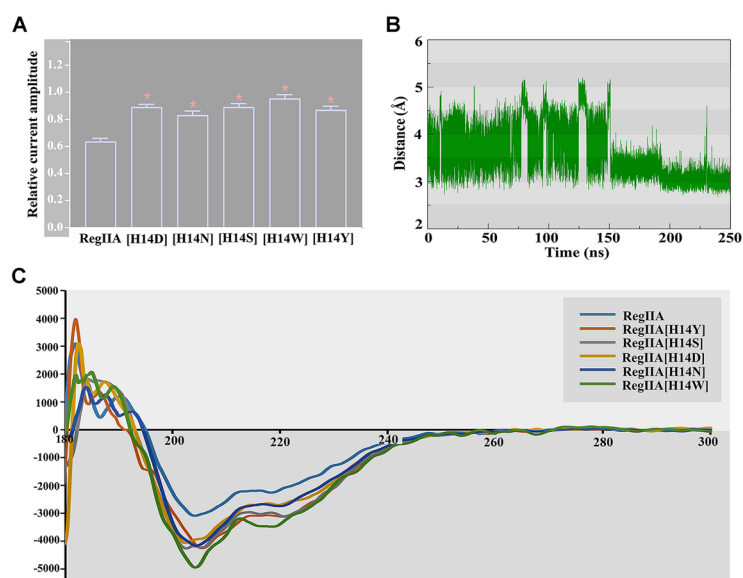 A
Relative current amplitude
1.2
1.0
0.8
0.6
0.4
0.2
0.0
* * * * *
RegIIA [H14D] [H14N] [H14S] [H14W] [H14Y]
B
Distance (Å)
6
5
4
3
2
0 50 100 150 200 250
Time (ns)
C
5000
4000
3000
2000
1000
0
-1000
-2000
-3000
-4000
-5000
180 200 220 240 260 280 300
RegIIA
RegIIA[H14Y]
RegIIA[H14S]
RegIIA[H14D]
RegIIA[H14N]
RegIIA[H14W]